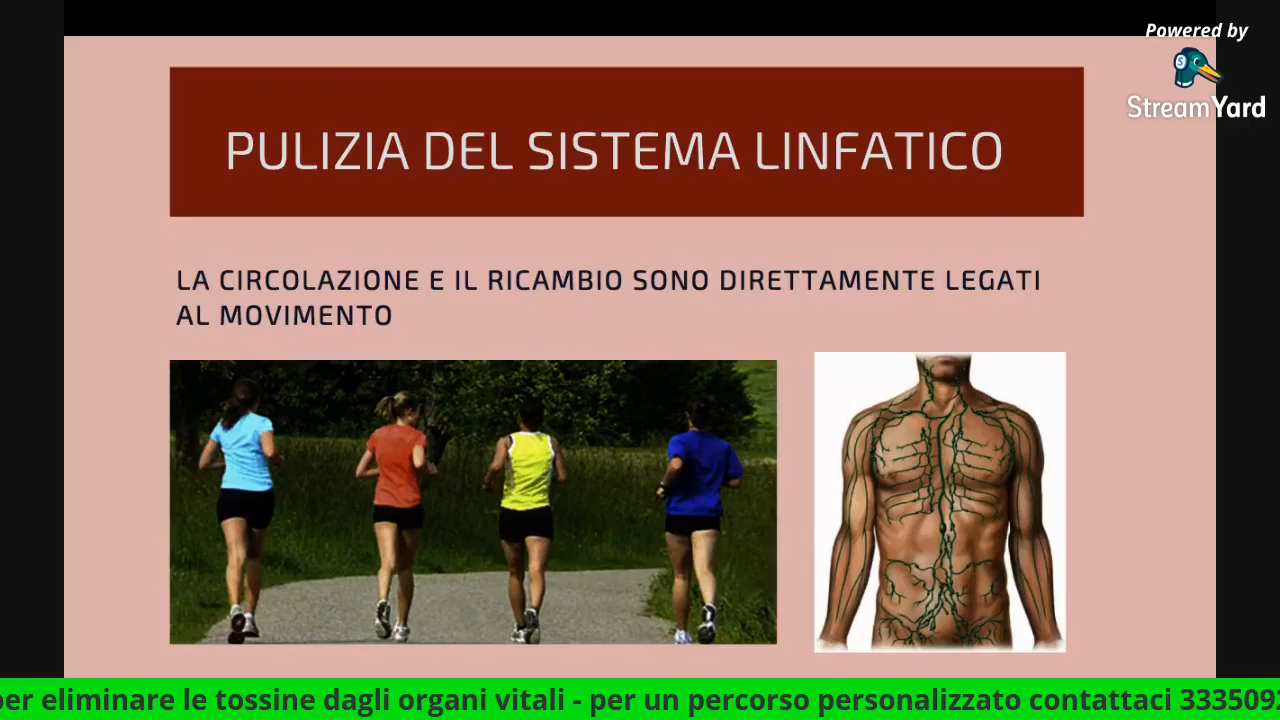 Powered by
StreamYard
PULIZIA DEL SISTEMA LINFATICO
LA CIRCOLAZIONE E IL RICAMBIO SONO DIRETTAMENTE LEGATI
AL MOVIMENTO
per eliminare le tossine dagli organi vitali - per un percorso personalizzato contattaci 333509